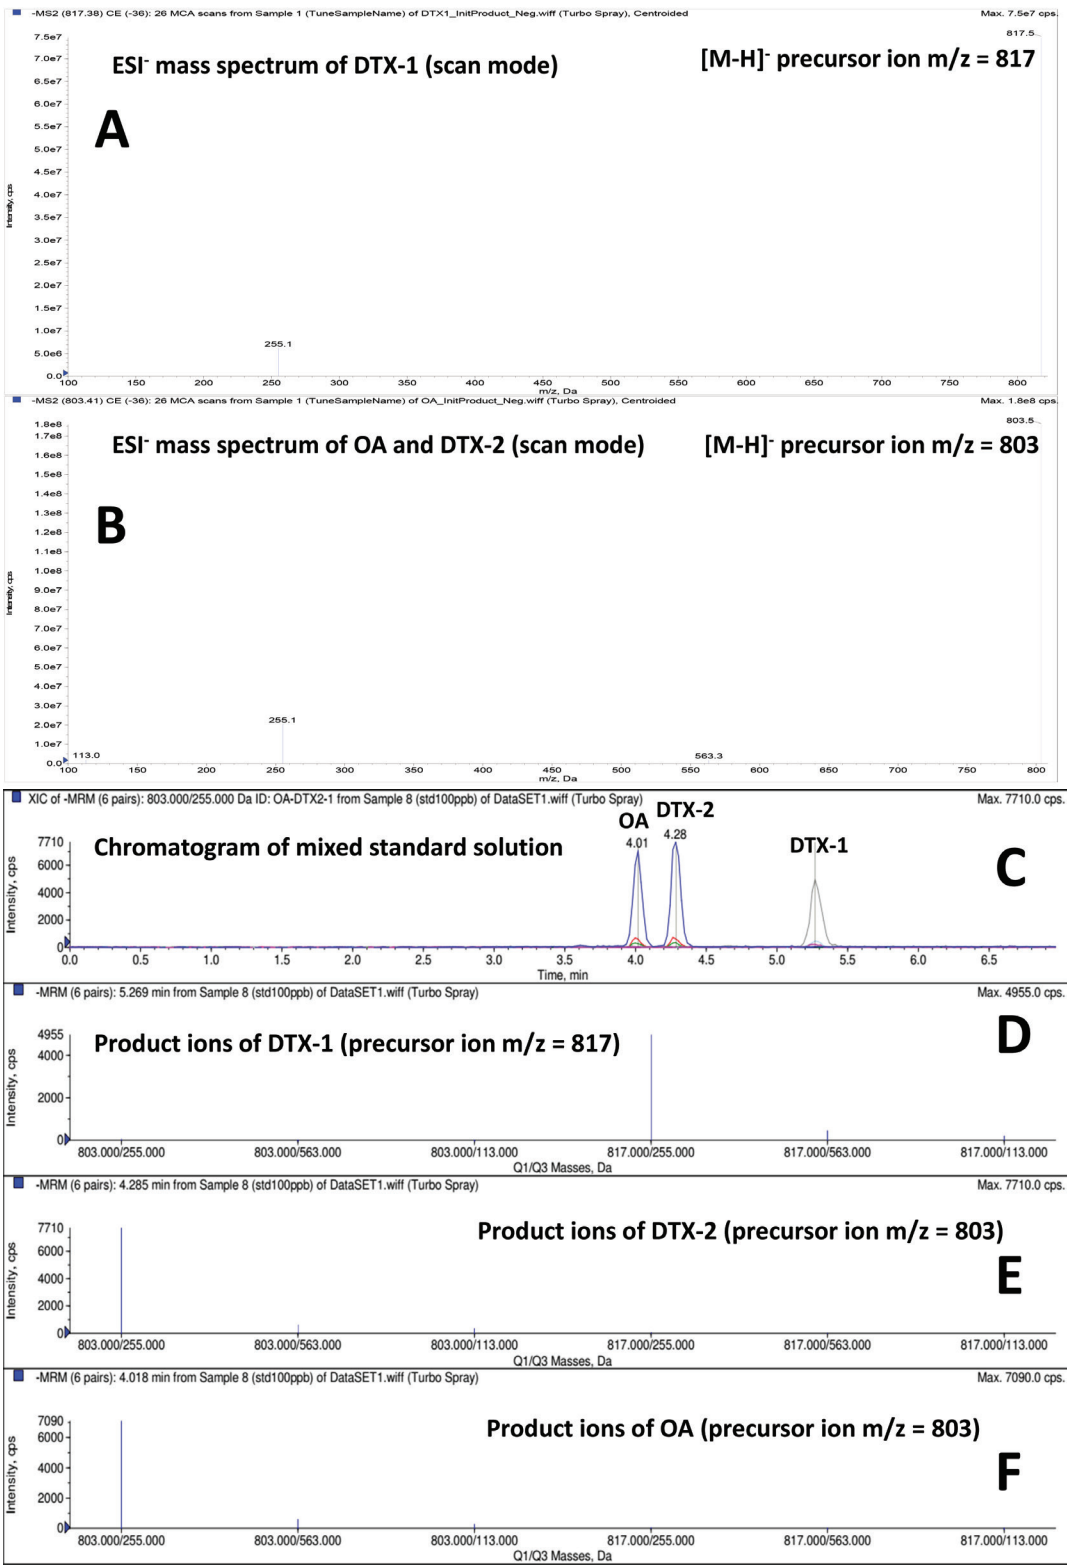 -MS2 (817.38) CE (-36): 26 MCA scans from Sample 1 (TuneSampleName) of DTX1_InitProduct_Neg.wiff (Turbo Spray), Centroided
Max. 7.5e7 cps.
ESI- mass spectrum of DTX-1 (scan mode)
[M-H]- precursor ion m/z = 817
817.5
A
7.5e7
7.0e7
6.5e7
6.0e7
5.5e7
5.0e7
4.5e7
4.0e7
3.5e7
3.0e7
2.5e7
2.0e7
1.5e7
1.0e7
5.0e6
0.0
Intensity, cps
255.1
100 150 200 250 300 350 400 450 500 550 600 650 700 750 800
m/z, Da
-MS2 (803.41) CE (-36): 26 MCA scans from Sample 1 (TuneSampleName) of OA_InitProduct_Neg.wiff (Turbo Spray), Centroided
Max. 1.8e8 cps.
803.5
ESI- mass spectrum of OA and DTX-2 (scan mode)
[M-H]- precursor ion m/z = 803
B
1.8e8
1.7e8
1.6e8
1.5e8
1.4e8
1.3e8
1.2e8
1.1e8
1.0e8
9.0e7
8.0e7
7.0e7
6.0e7
5.0e7
4.0e7
3.0e7
2.0e7
1.0e7
0.0
Intensity, cps
113.0
255.1
563.3
100 150 200 250 300 350 400 450 500 550 600 650 700 750 800
m/z, Da
XIC of -MRM (6 pairs): 803.000/255.000 Da ID: OA-DTX2-1 from Sample 8 (std100ppb) of DataSET1.wiff (Turbo Spray)
Max. 7710.0 cps.
Chromatogram of mixed standard solution
OA
4.01
DTX-2
4.28
DTX-1
C
7710
6000
4000
2000
0
Intensity, cps
0.0 0.5 1.0 1.5 2.0 2.5 3.0 3.5 4.0 4.5 5.0 5.5 6.0 6.5
Time, min
-MRM (6 pairs): 5.269 min from Sample 8 (std100ppb) of DataSET1.wiff (Turbo Spray)
Max. 4955.0 cps.
Product ions of DTX-1 (precursor ion m/z = 817)
D
4955
4000
2000
0
Intensity, cps
803.000/255.000 803.000/563.000 803.000/113.000 817.000/255.000 817.000/563.000 817.000/113.000
Q1/Q3 Masses, Da
-MRM (6 pairs): 4.285 min from Sample 8 (std100ppb) of DataSET1.wiff (Turbo Spray)
Max. 7710.0 cps.
Product ions of DTX-2 (precursor ion m/z = 803)
E
7710
6000
4000
2000
0
Intensity, cps
803.000/255.000 803.000/563.000 803.000/113.000 817.000/255.000 817.000/563.000 817.000/113.000
Q1/Q3 Masses, Da
-MRM (6 pairs): 4.018 min from Sample 8 (std100ppb) of DataSET1.wiff (Turbo Spray)
Max. 7090.0 cps.
Product ions of OA (precursor ion m/z = 803)
F
7090
6000
4000
2000
0
Intensity, cps
803.000/255.000 803.000/563.000 803.000/113.000 817.000/255.000 817.000/563.000 817.000/113.000
Q1/Q3 Masses, Da